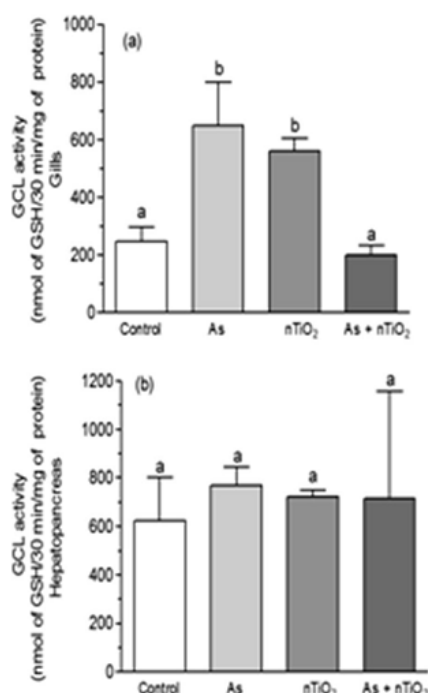 (a)
GCL activity
(nmol of GSH/30 min/mg of protein)
Gills
1000
800
600
400
200
0
a
b
b
a
Control
As
nTiO₂
As + nTiO₂
(b)
GCL activity
(nmol of GSH/30 min/mg of protein)
Hepatopancreas
1200
1000
800
600
400
200
0
a
a
a
a
Control
As
nTiO₂
As + nTiO₂